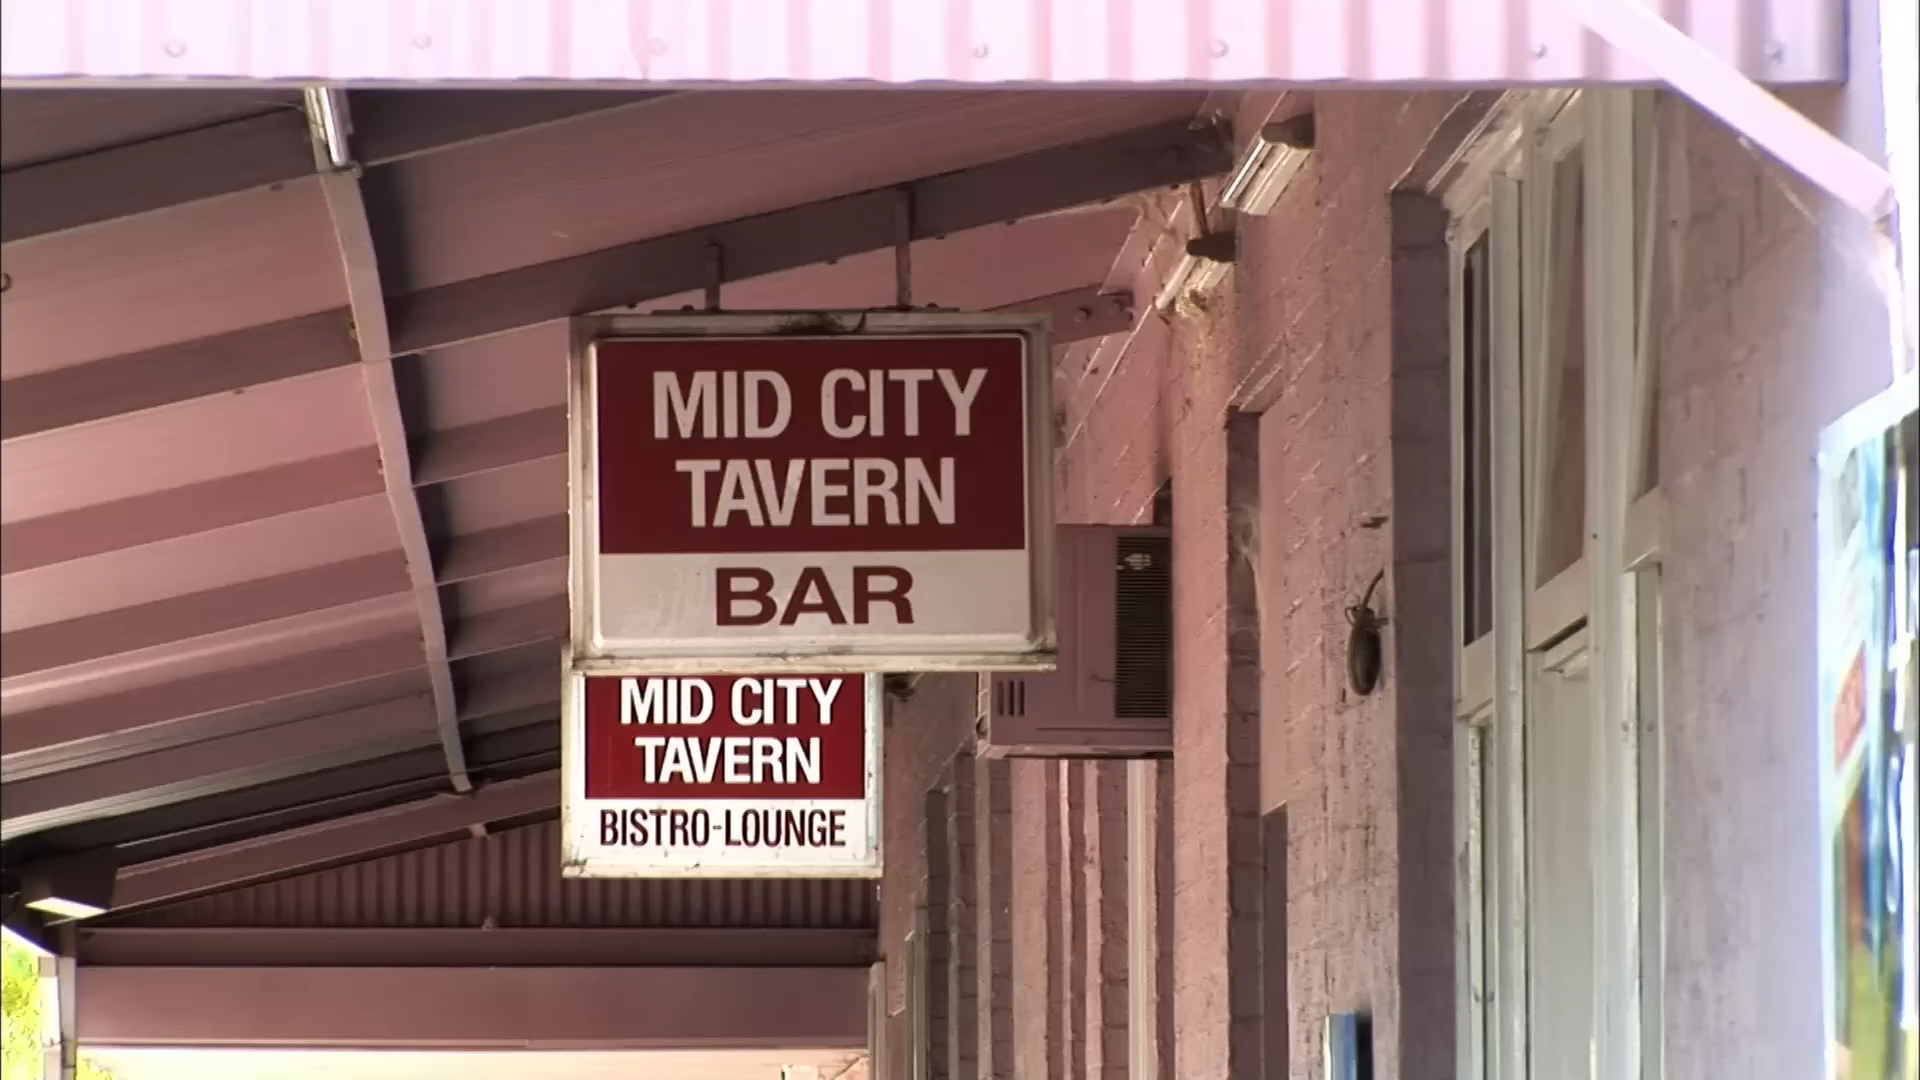 MID CITY
TAVERN
BAR
MID CITY
TAVERN
BISTRO-LOUNGE